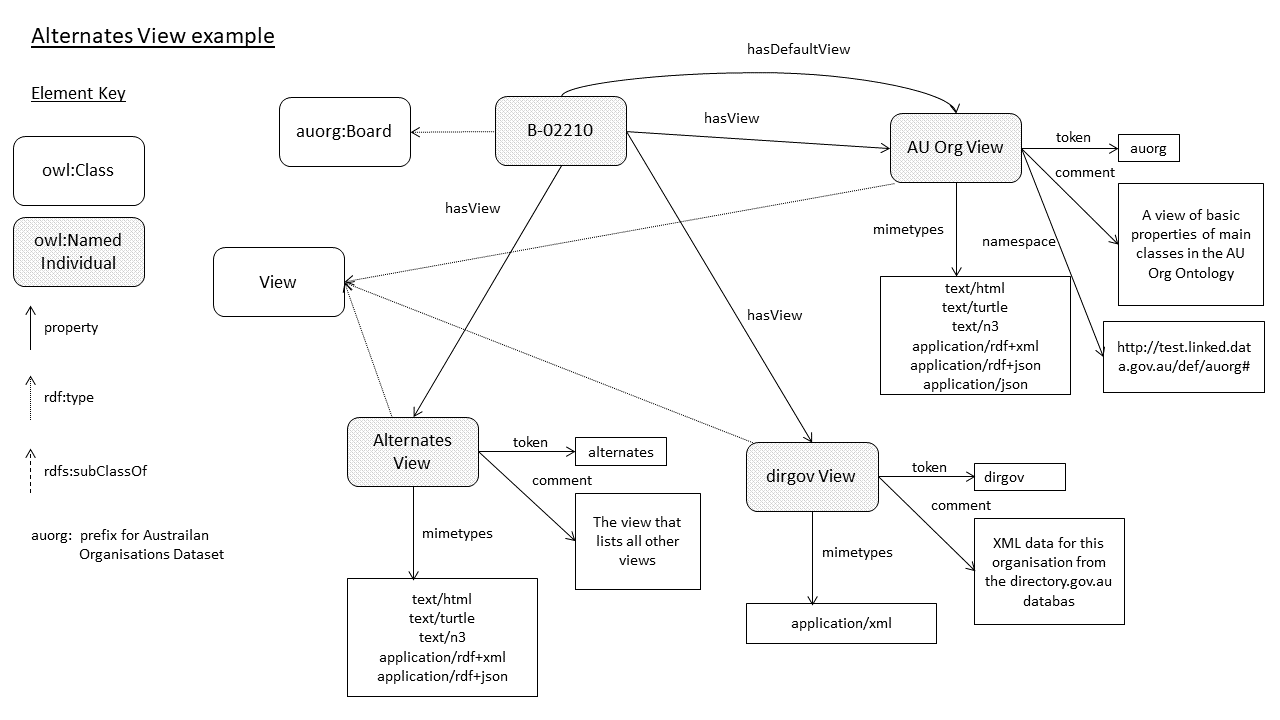 Alternates View example
Element Key
owl:Class
owl:Named
Individual
property
rdf:type
rdfs:subClassOf
auorg: prefix for Austrailan
Organisations Dataset
auorg:Board
B-02210
hasDefaultView
hasView
AU Org View
token
auorg
comment
A view of basic
properties of main
classes in the AU
Org Ontology
namespace
http://test.linked.dat
a.gov.au/def/auorg#
mimetypes
text/html
text/turtle
text/n3
application/rdf+xml
application/rdf+json
application/json
hasView
View
hasView
Alternates
View
token
alternates
comment
The view that
lists all other
views
mimetypes
text/html
text/turtle
text/n3
application/rdf+xml
application/rdf+json
dirgov View
token
dirgov
comment
XML data for this
organisation from
the directory.gov.au
databas
mimetypes
application/xml